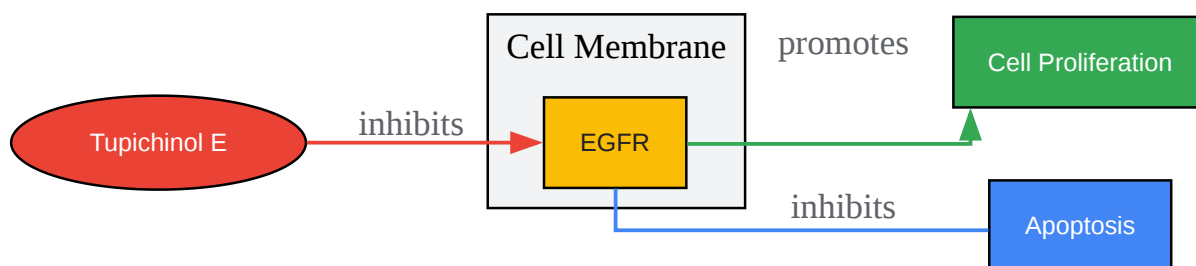 Cell Membrane
promotes
Cell Proliferation
Tupichinol E
inhibits
EGFR
inhibits
Apoptosis